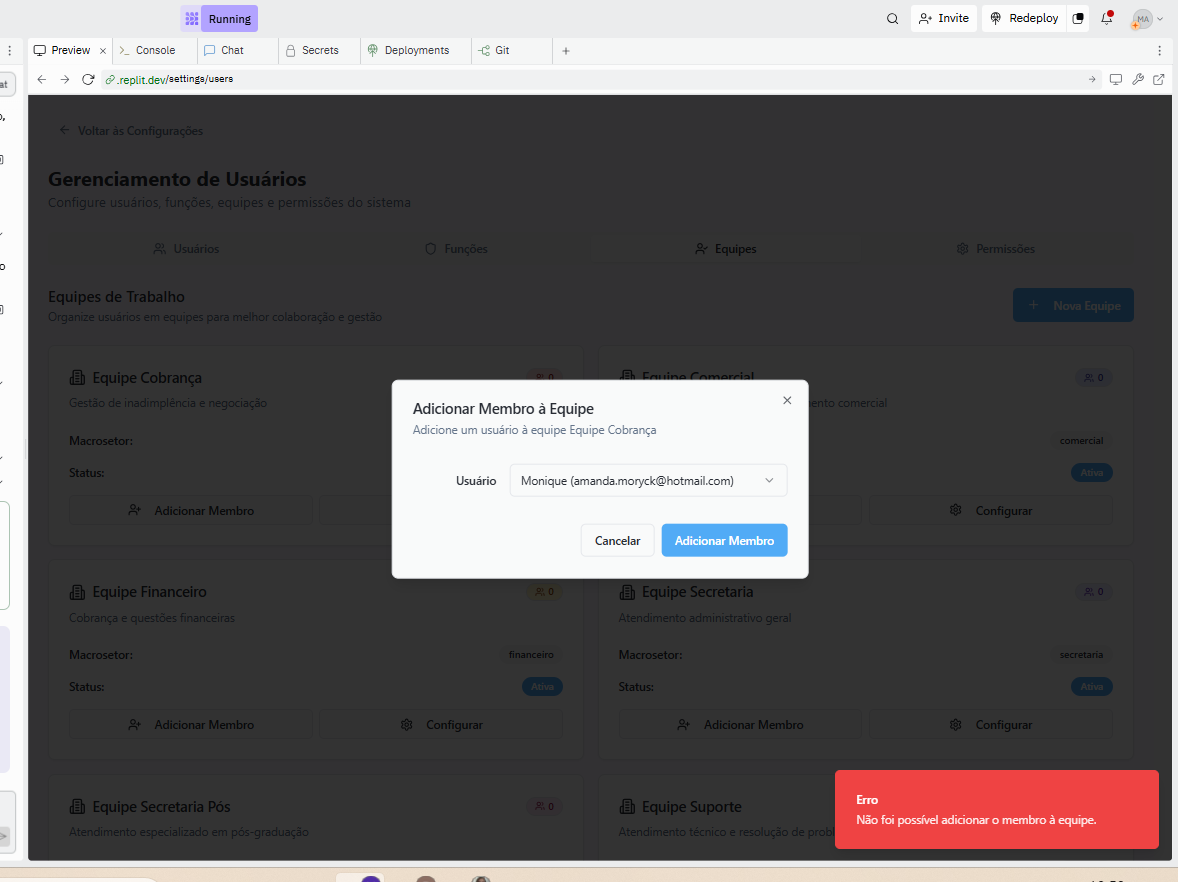 Running
Invite
Redeploy
MA
Preview
Console
Chat
Secrets
Deployments
Git
.replit.dev/settings/users
Voltar às Configurações
Gerenciamento de Usuários
Configure usuários, funções, equipes e permissões do sistema
Usuários
Funções
Equipes
Permissões
Equipes de Trabalho
Organize usuários em equipes para melhor colaboração e gestão
Nova Equipe
Equipe Cobrança
0
Gestão de inadimplência e negociação
Macrosetor:
Status:
Adicionar Membro
Equipe Comercial
0
comercial
comercial
Ativa
Configurar
Adicionar Membro à Equipe
Adicione um usuário à equipe Equipe Cobrança
Usuário
Monique (amanda.moryck@hotmail.com)
Cancelar
Adicionar Membro
Equipe Financeiro
0
Cobrança e questões financeiras
Macrosetor:
financeiro
Status:
Ativa
Adicionar Membro
Configurar
Equipe Secretaria
0
Atendimento administrativo geral
Macrosetor:
secretaria
Status:
Ativa
Adicionar Membro
Configurar
Equipe Secretaria Pós
0
Atendimento especializado em pós-graduação
Equipe Suporte
Atendimento técnico e resolução de
Erro
Não foi possível adicionar o membro à equipe.